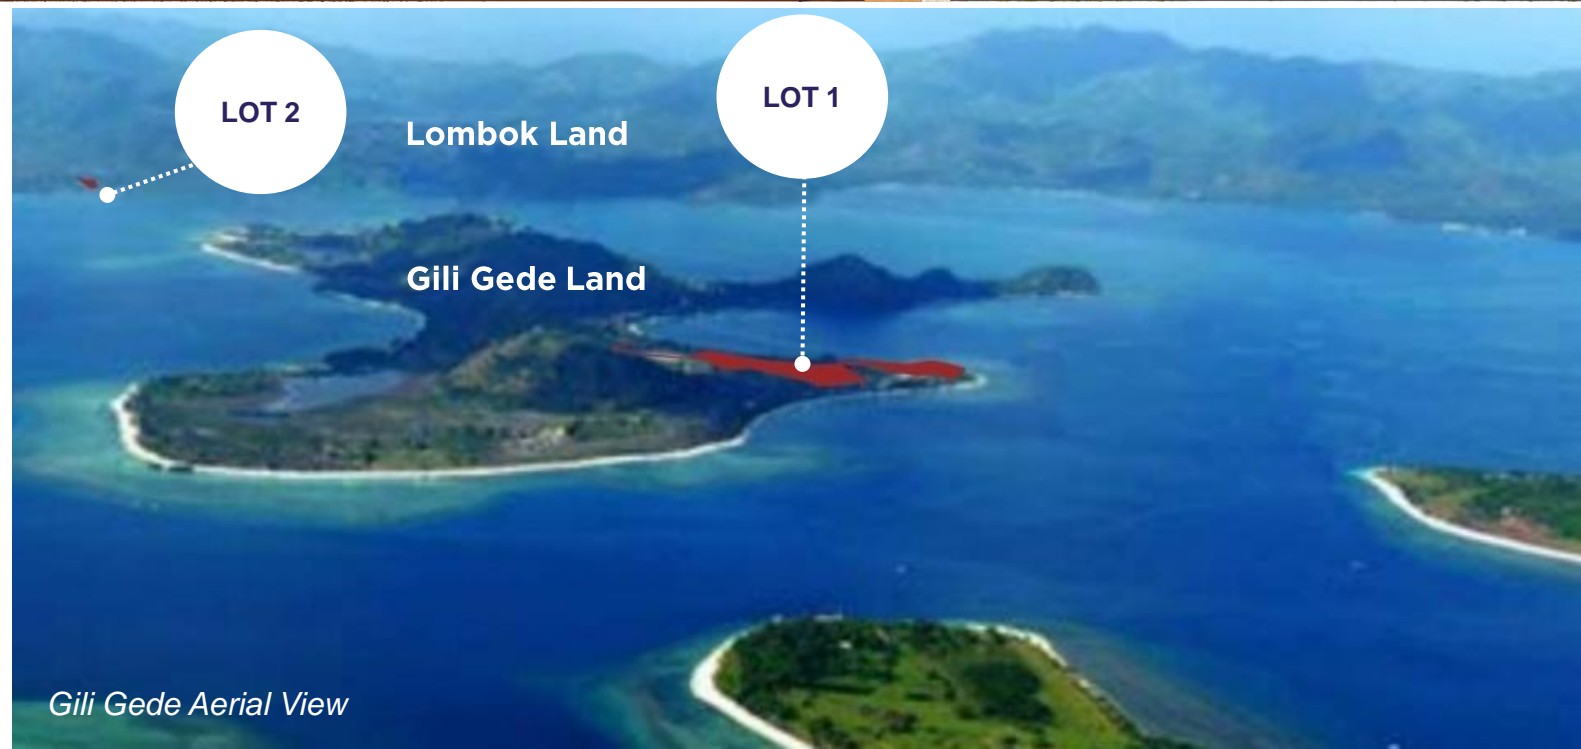 LOT 2
LOT 1
Lombok Land
Gili Gede Land
Gili Gede Aerial View